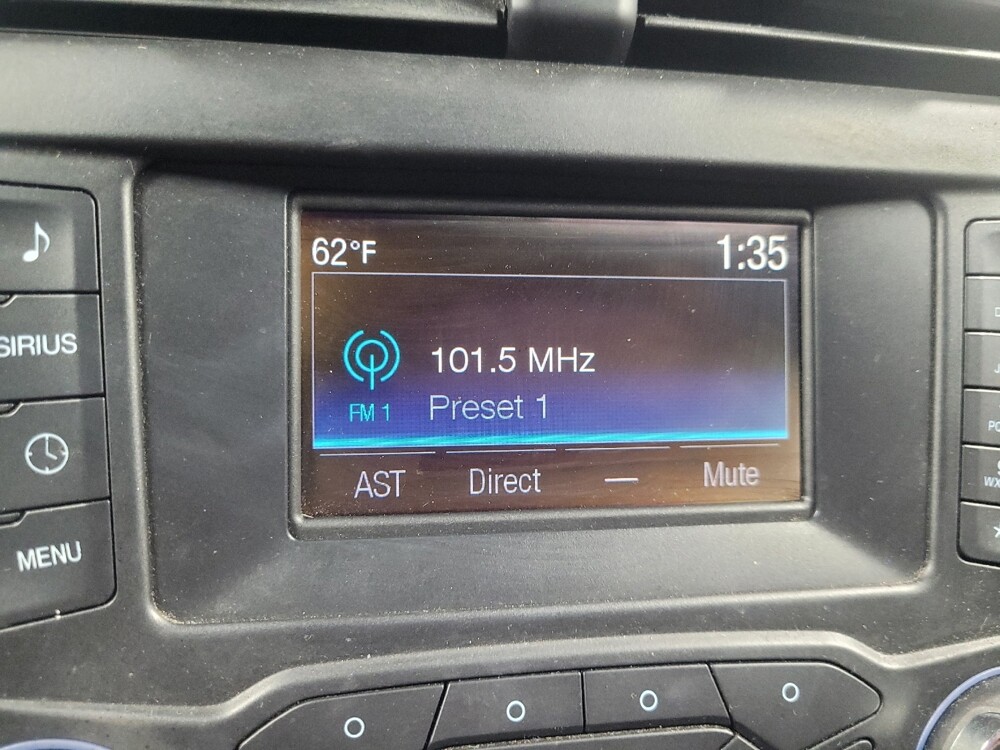 62°F 1:35
SIRIUS
101.5 MHz
FM 1 Preset 1
AST Direct — Mute
MENU